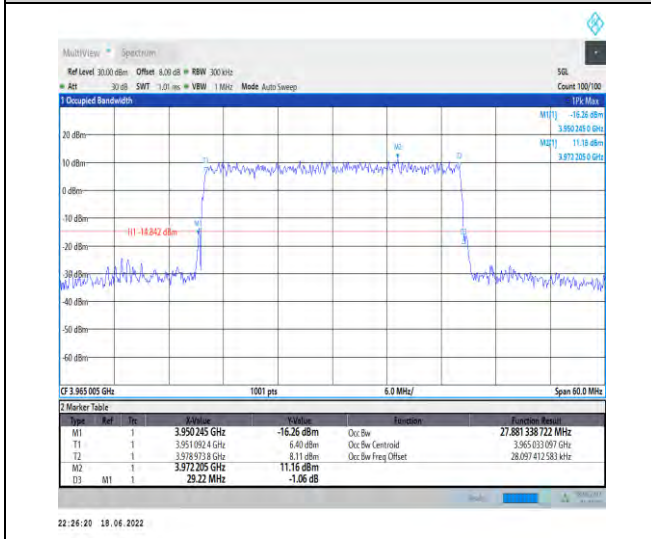 MultiView Spectrum
Ref Level 30.00 dBm Offset 8.09 dB RBW 300 kHz SGL
Att 30 dB SWT 1.01 ms VBW 1 MHz Mode Auto Sweep Count 100/100
1 Occupied Bandwidth 1Pk Max
M1[1] -16.26 dBm
3.950 245 0 GHz
M2[1] 11.16 dBm
3.972 205 0 GHz
20 dBm
M2
T1 T2
10 dBm
0 dBm
-10 dBm
M1
H1 -14.842 dBm
-20 dBm
-30 dBm
-40 dBm
-50 dBm
-60 dBm
CF 3.965 005 GHz 1001 pts 6.0 MHz/ Span 60.0 MHz
2 Marker Table
Type Ref Trc X-Value Y-Value Function Function Result
M1 1 3.950 245 GHz -16.26 dBm Occ Bw 27.881 338 722 MHz
T1 1 3.951 092 4 GHz 6.40 dBm Occ Bw Centroid 3.965 033 097 GHz
T2 1 3.978 973 8 GHz 8.11 dBm Occ Bw Freq Offset 28.097 412 583 kHz
M2 1 3.972 205 GHz 11.16 dBm
D3 M1 1 29.22 MHz -1.06 dB
22:26:20 18.06.2022